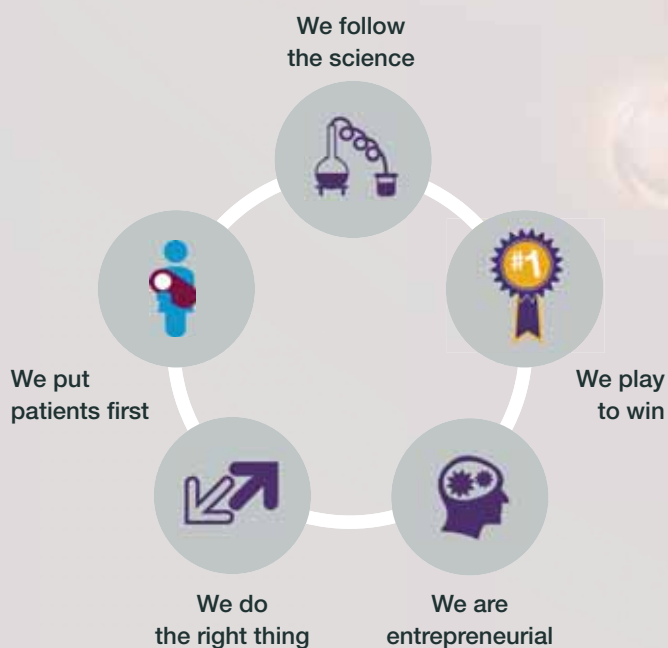 We follow
the science
#1
We put
patients first
We play
to win
We do
the right thing
We are
entrepreneurial